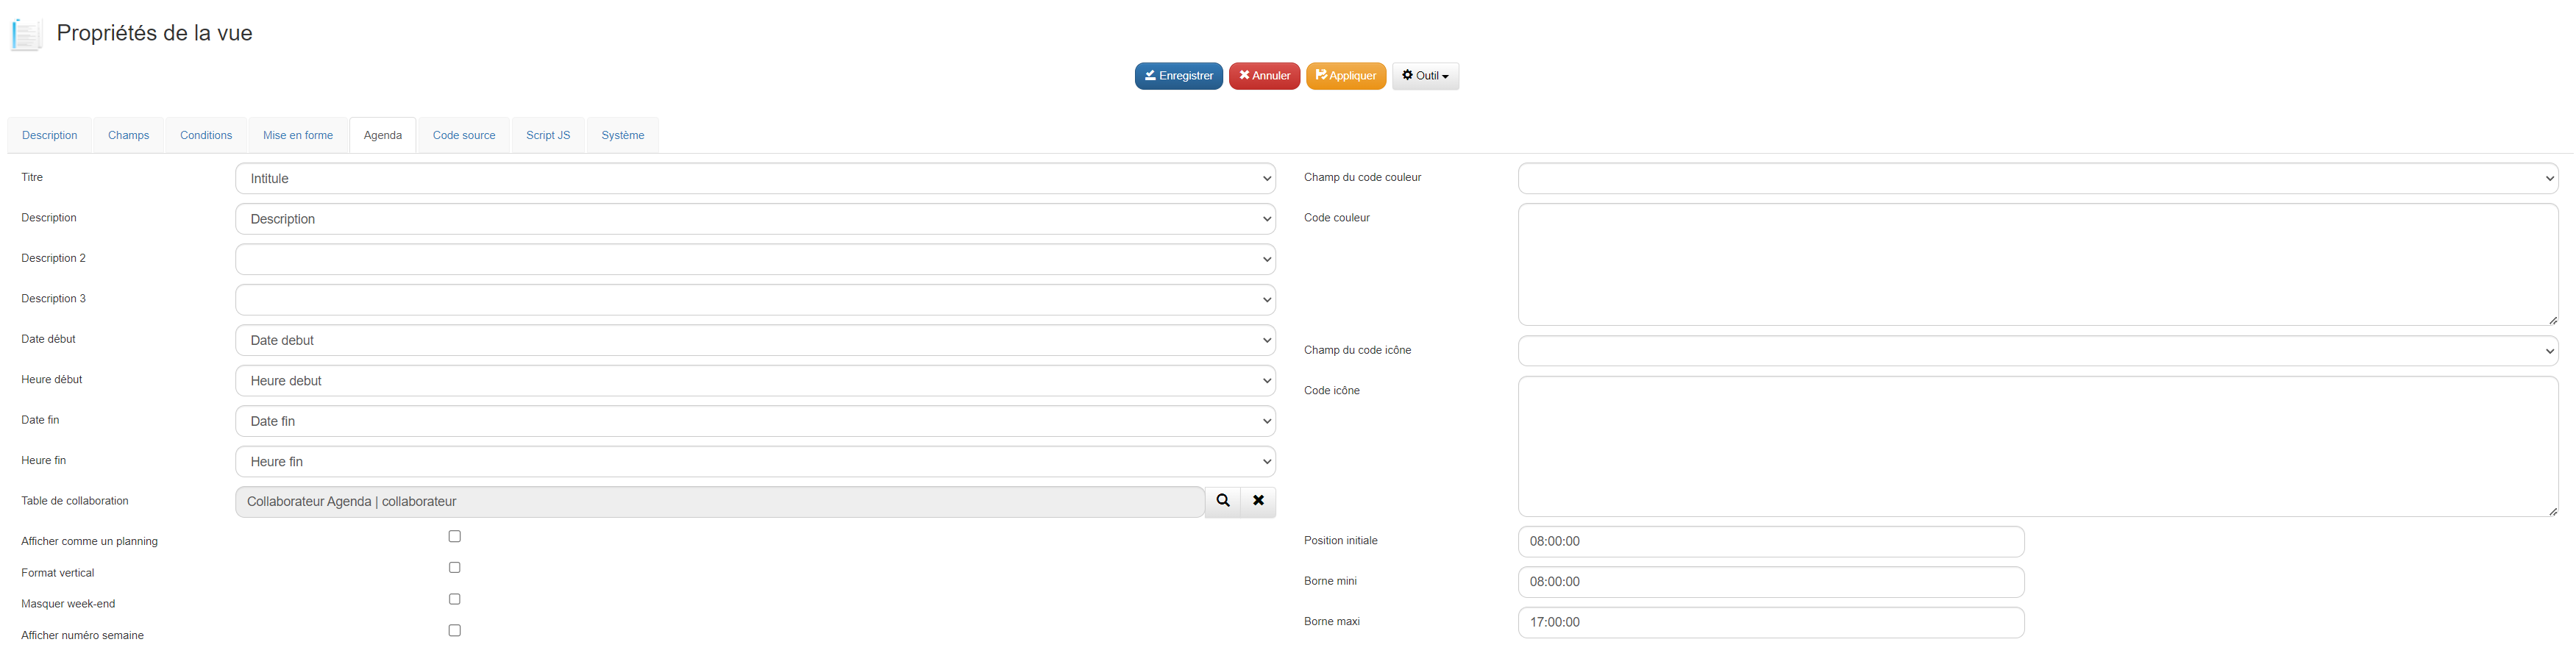 Propriétés de la vue
Enregistrer Annuler Appliquer Outil
Description Champs Conditions Mise en forme Agenda Code source Script JS Système
Titre
Intitule
Description
Description
Description 2
Description 3
Date début
Date debut
Heure début
Heure debut
Date fin
Date fin
Heure fin
Heure fin
Table de collaboration
Collaborateur Agenda | collaborateur
Afficher comme un planning
Format vertical
Masquer week-end
Afficher numéro semaine
Champ du code couleur
Code couleur
Champ du code icône
Code icône
Position initiale
08:00:00
Borne mini
08:00:00
Borne maxi
17:00:00